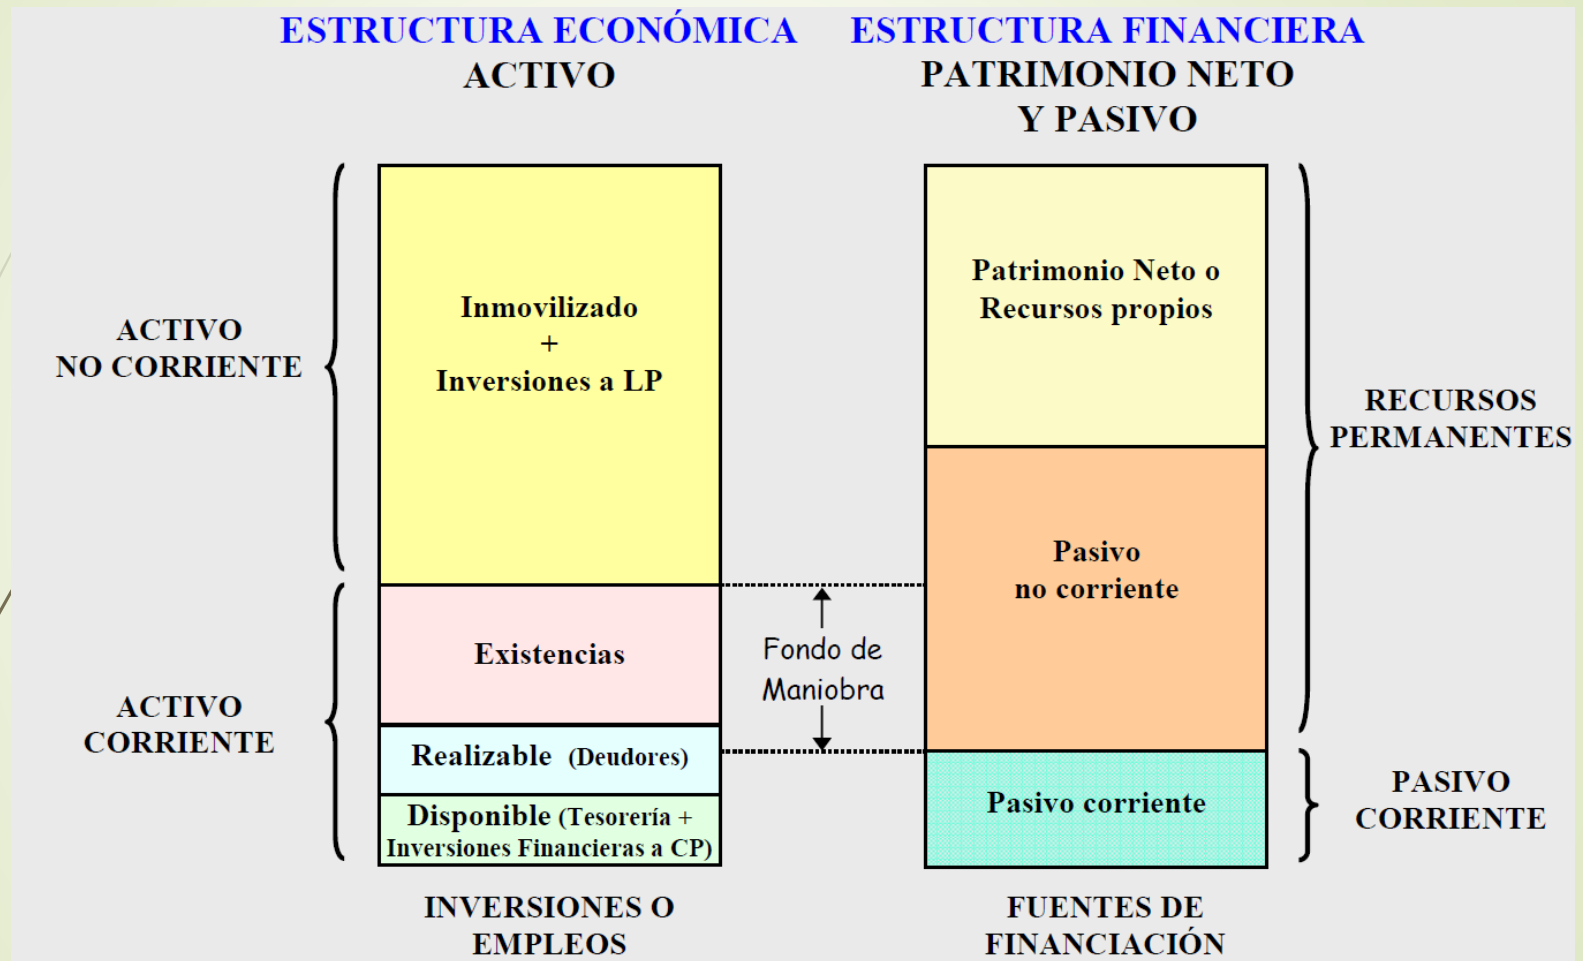 ESTRUCTURA ECONÓMICA
ACTIVO
ESTRUCTURA FINANCIERA
PATRIMONIO NETO
Y PASIVO
ACTIVO
NO CORRIENTE
Inmovilizado
+
Inversiones a LP
Patrimonio Neto o
Recursos propios
RECURSOS
PERMANENTES
Pasivo
no corriente
ACTIVO
CORRIENTE
Existencias
Fondo de
Maniobra
Realizable (Deudores)
Disponible (Tesorería +
Inversiones Financieras a CP)
Pasivo corriente
PASIVO
CORRIENTE
INVERSIONES O
EMPLEOS
FUENTES DE
FINANCIACIÓN